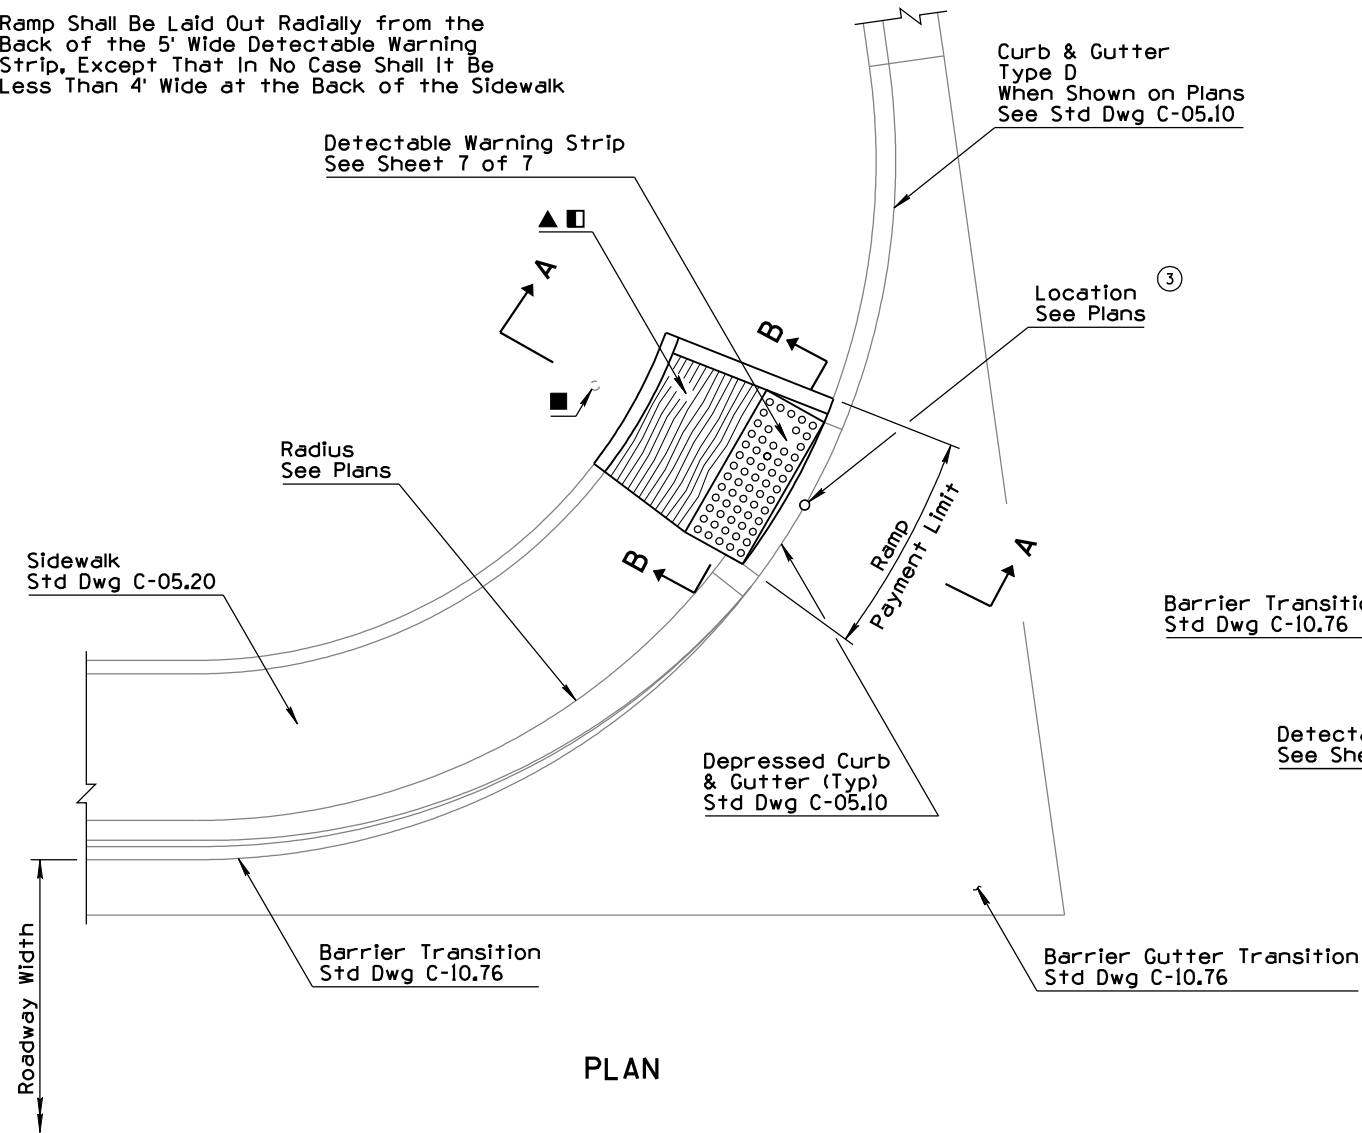 Ramp Shall Be Laid Out Radially from the
Back of the 5' Wide Detectable Warning
Strip, Except That In No Case Shall It Be
Less Than 4' Wide at the Back of the Sidewalk
Curb & Gutter
Type D
When Shown on Plans
See Std Dwg C-05.10
Detectable Warning Strip
See Sheet 7 of 7
A
3
Location
See Plans
B
Radius
See Plans
Ramp
Payment Limit
A
B
Sidewalk
Std Dwg C-05.20
Barrier Transitio
Std Dwg C-10.76
Detecta
See She
Depressed Curb
& Gutter (Typ)
Std Dwg C-05.10
Roadway Width
Barrier Transition
Std Dwg C-10.76
Barrier Gutter Transition
Std Dwg C-10.76
PLAN